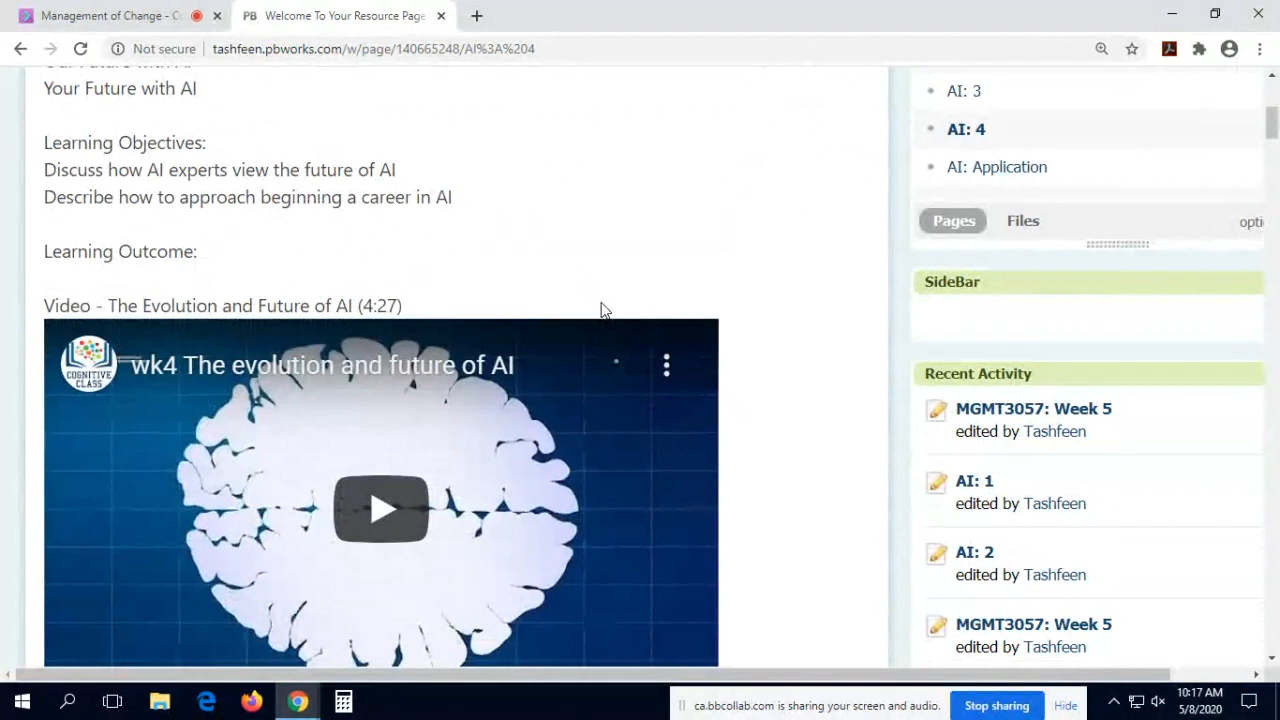 Management of Change - C
PB Welcome To Your Resource Page
Not secure tashfeen.pbworks.com/w/page/140665248/AI%3A%204
Your Future with AI
Learning Objectives:
Discuss how AI experts view the future of AI
Describe how to approach beginning a career in AI
Learning Outcome:
Video - The Evolution and Future of AI (4:27)
COGNITIVE
CLASS
wk4 The evolution and future of AI
AI: 3
AI: 4
AI: Application
Pages Files opti
SideBar
Recent Activity
MGMT3057: Week 5
edited by Tashfeen
AI: 1
edited by Tashfeen
AI: 2
edited by Tashfeen
MGMT3057: Week 5
edited by Tashfeen
ca.bbcollab.com is sharing your screen and audio. Stop sharing Hide
10:17 AM
5/8/2020